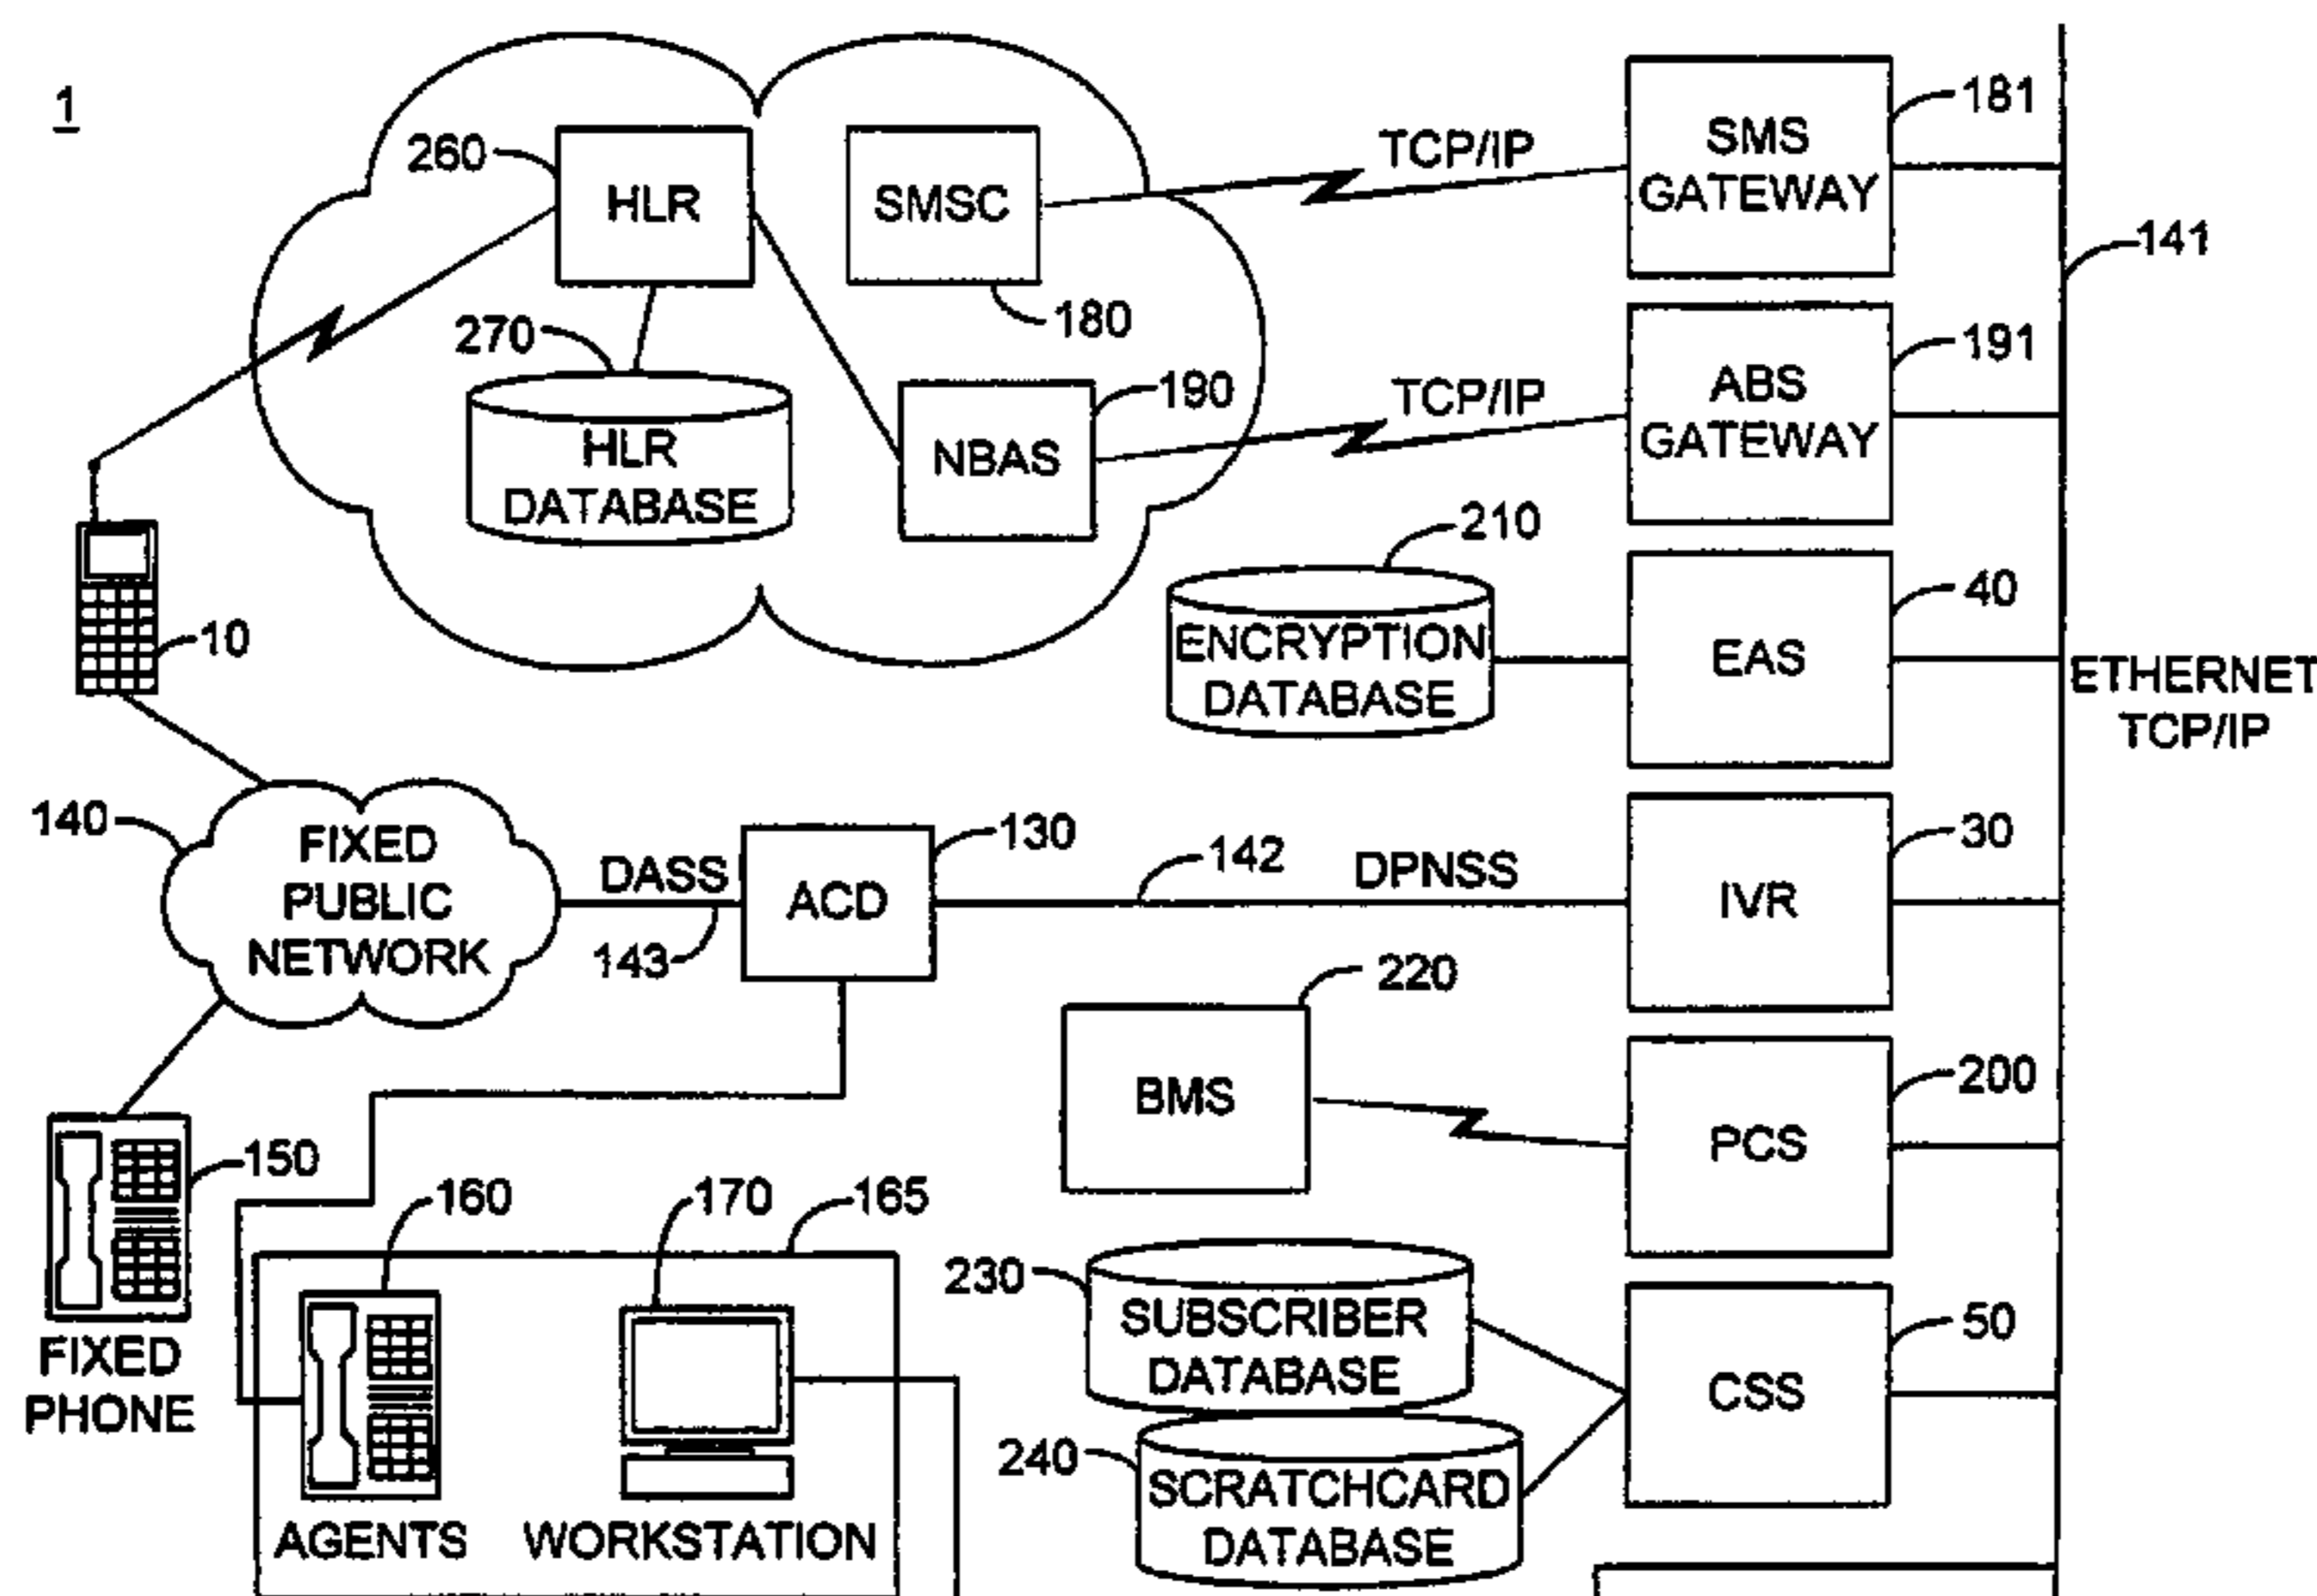 1
260
HLR
SMSC
180
270
HLR
DATABASE
190
NBAS
TCP/IP
TCP/IP
SMS
GATEWAY
181
141
ABS
GATEWAY
191
210
ENCRYPTION
DATABASE
EAS
40
ETHERNET
TCP/IP
10
140
FIXED
PUBLIC
NETWORK
DASS
143
ACD
130
142
DPNSS
IVR
30
220
BMS
PCS
200
150
FIXED
PHONE
160
170
165
AGENTS
WORKSTATION
230
SUBSCRIBER
DATABASE
240
SCRATCHCARD
DATABASE
CSS
50